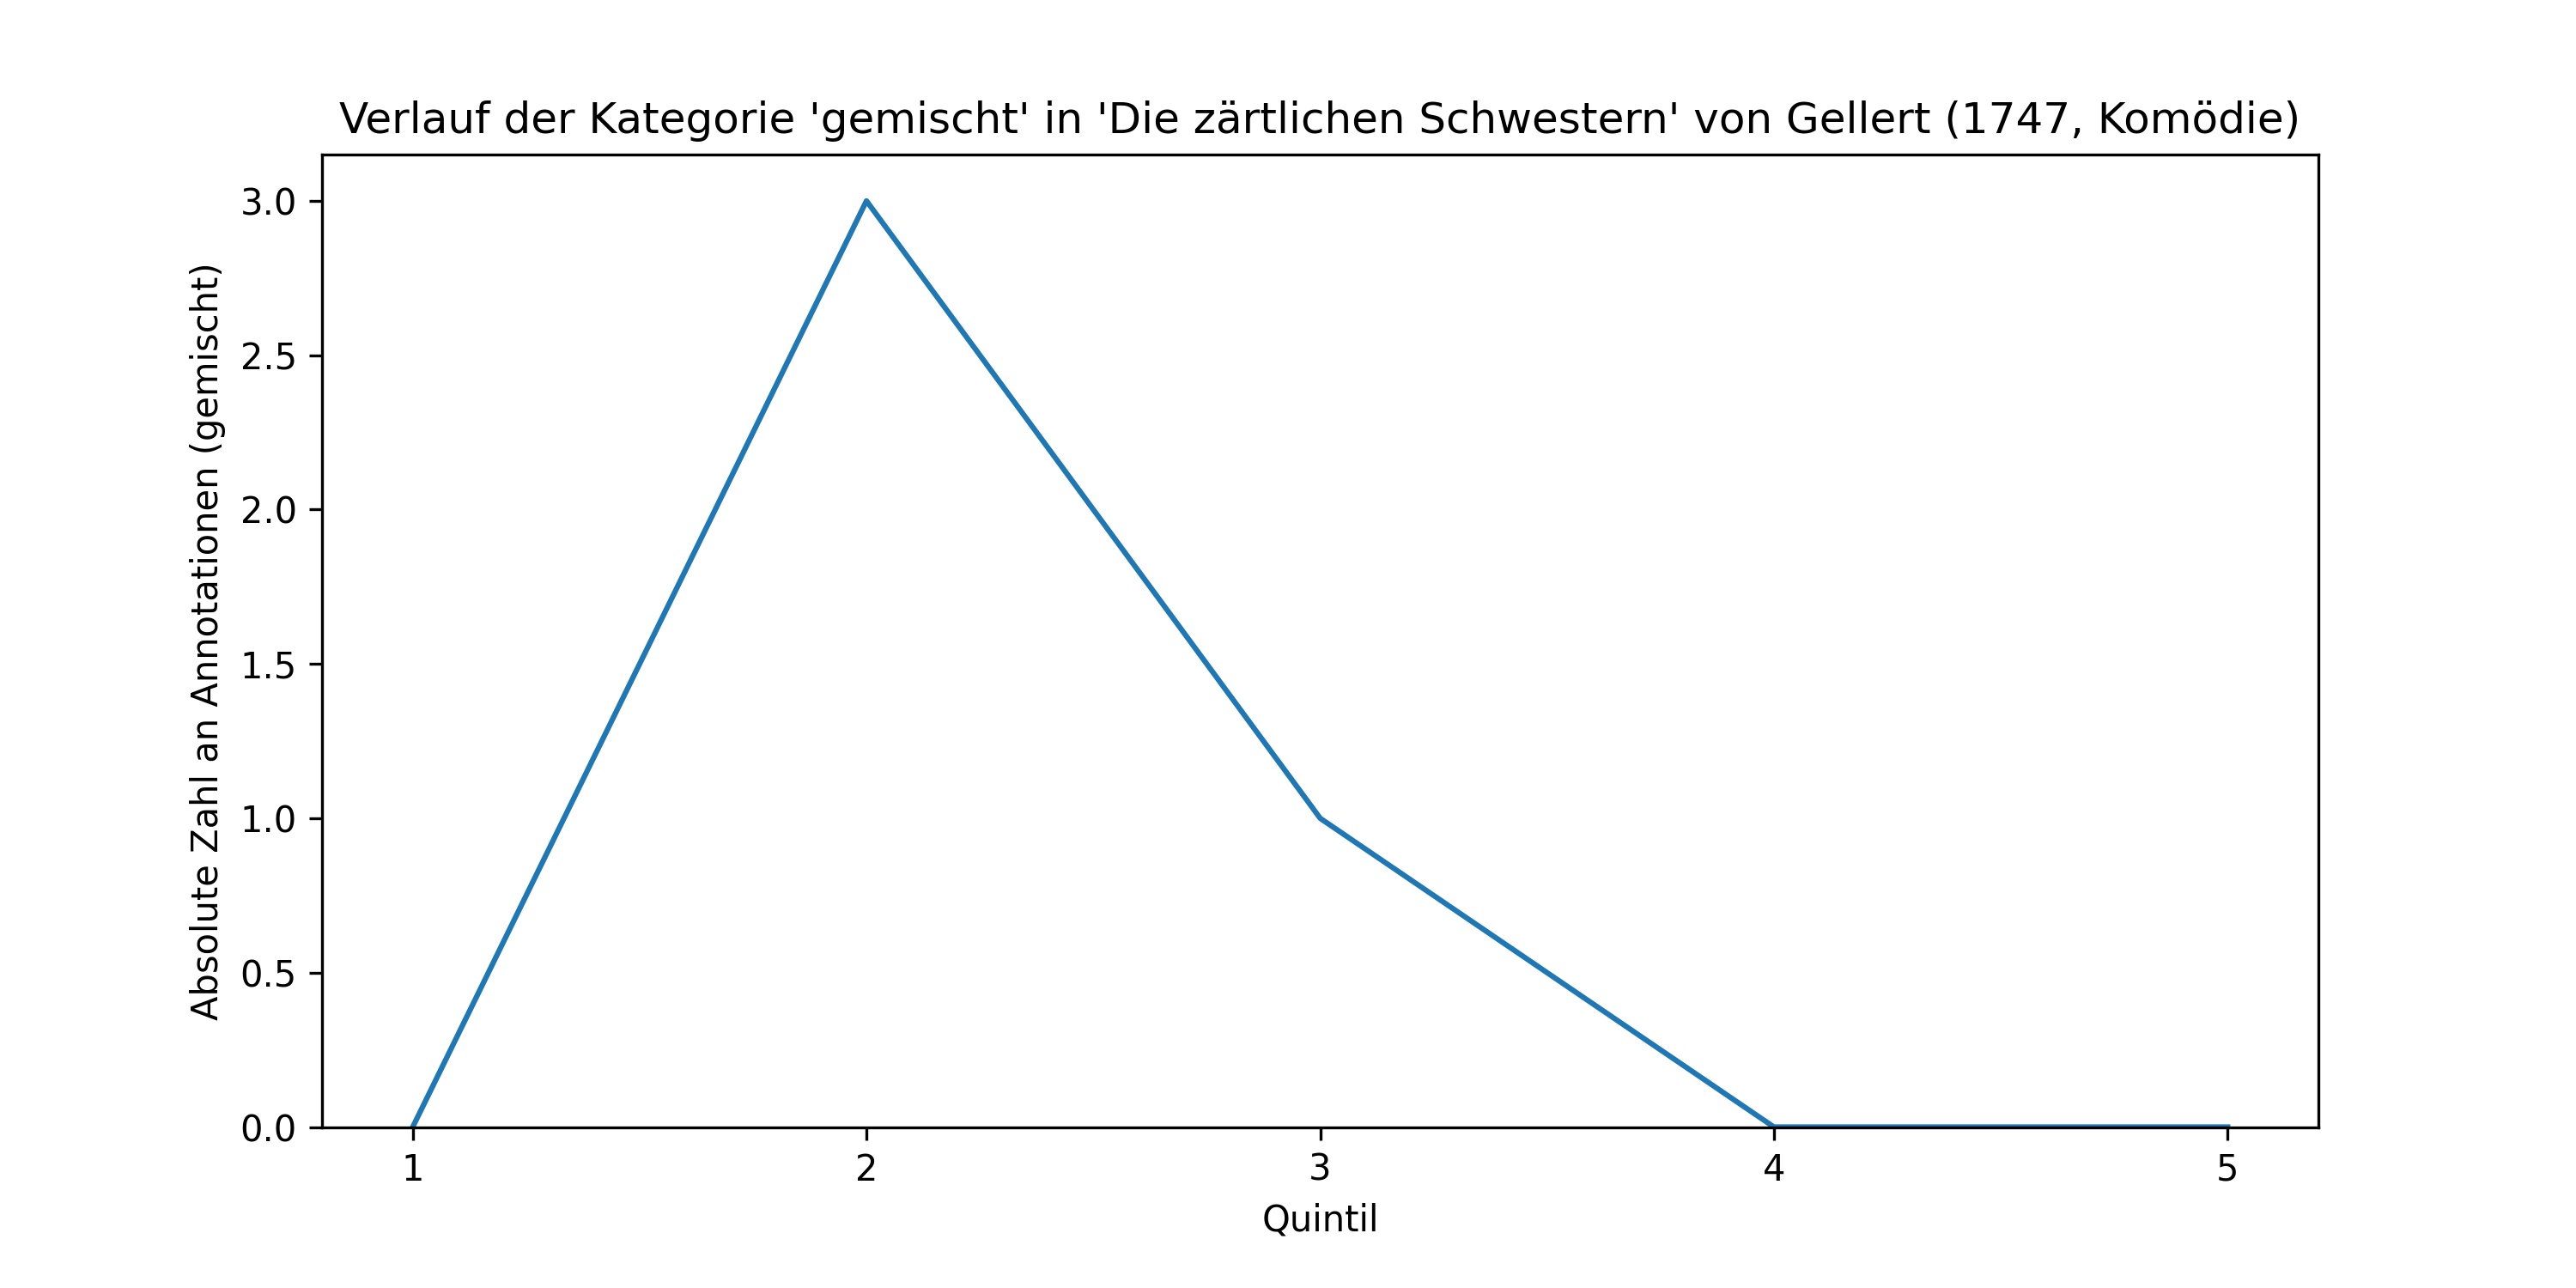 Verlauf der Kategorie 'gemischt' in 'Die zärtlichen Schwestern' von Gellert (1747, Komödie)
Absolute Zahl an Annotationen (gemischt)
3.0
2.5
2.0
1.5
1.0
0.5
0.0
1 2 3 4 5
Quintil